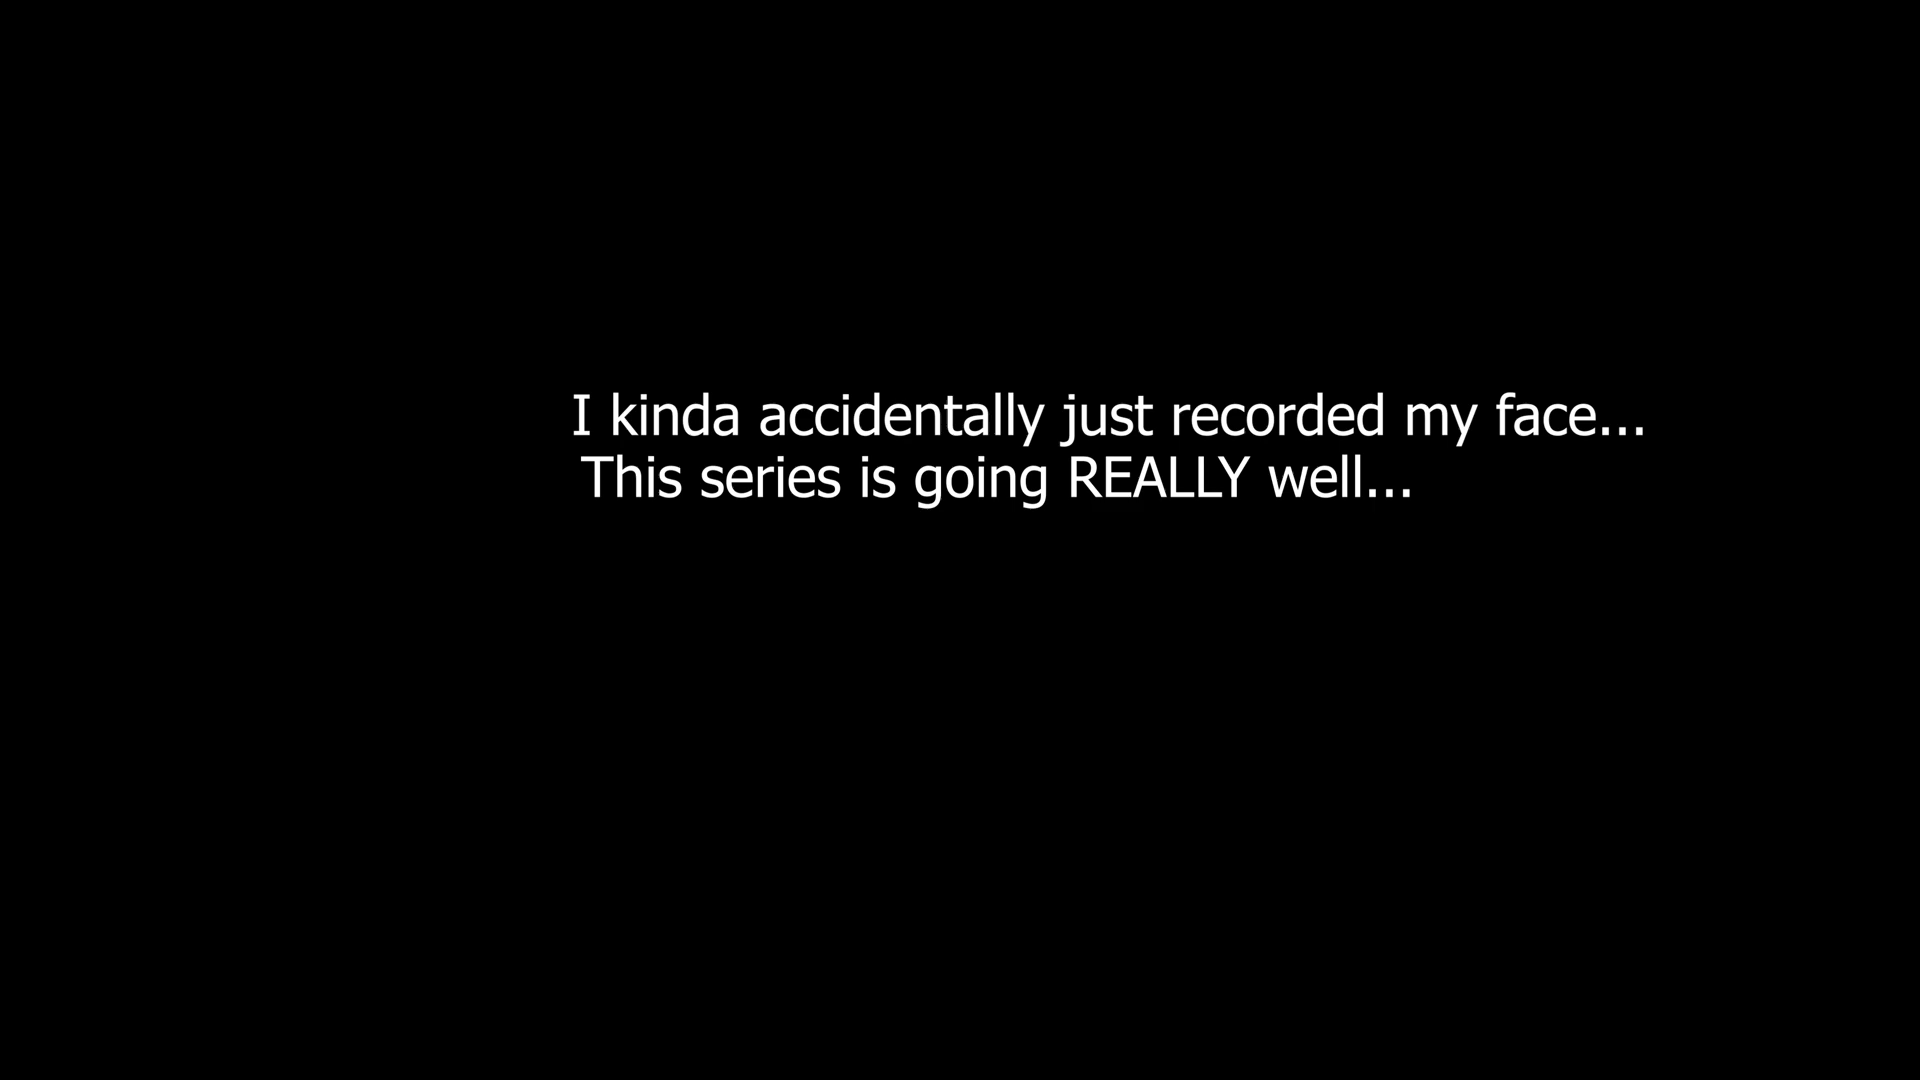 I kinda accidentally just recorded my face...
This series is going REALLY well...